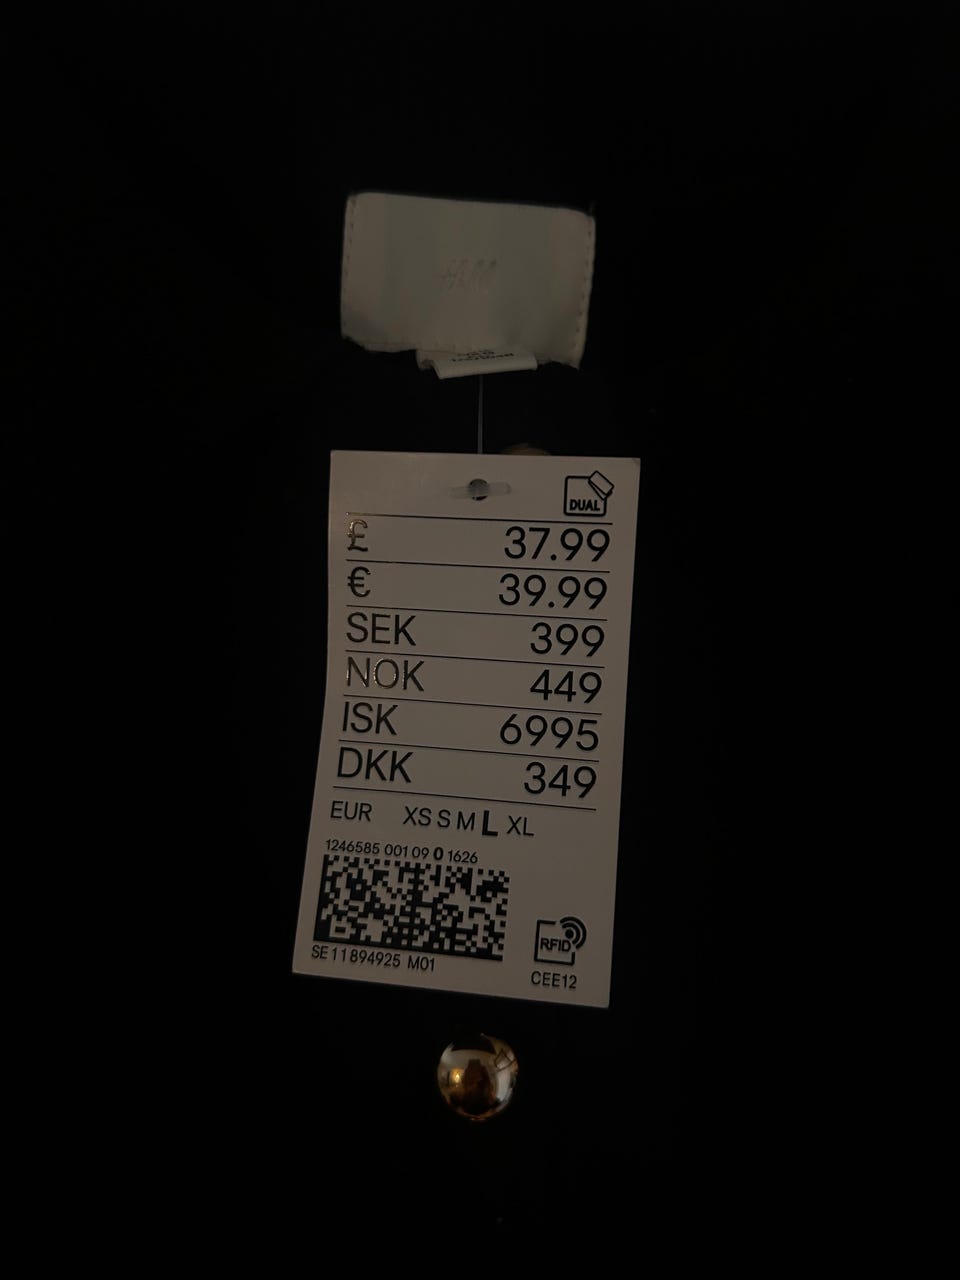 H&M
DUAL
£ 37.99
€ 39.99
SEK 399
NOK 449
ISK 6995
DKK 349
EUR XS S M L XL
1246585 001 09 0 1626
SE 11894925 M01
RFID
CEE12